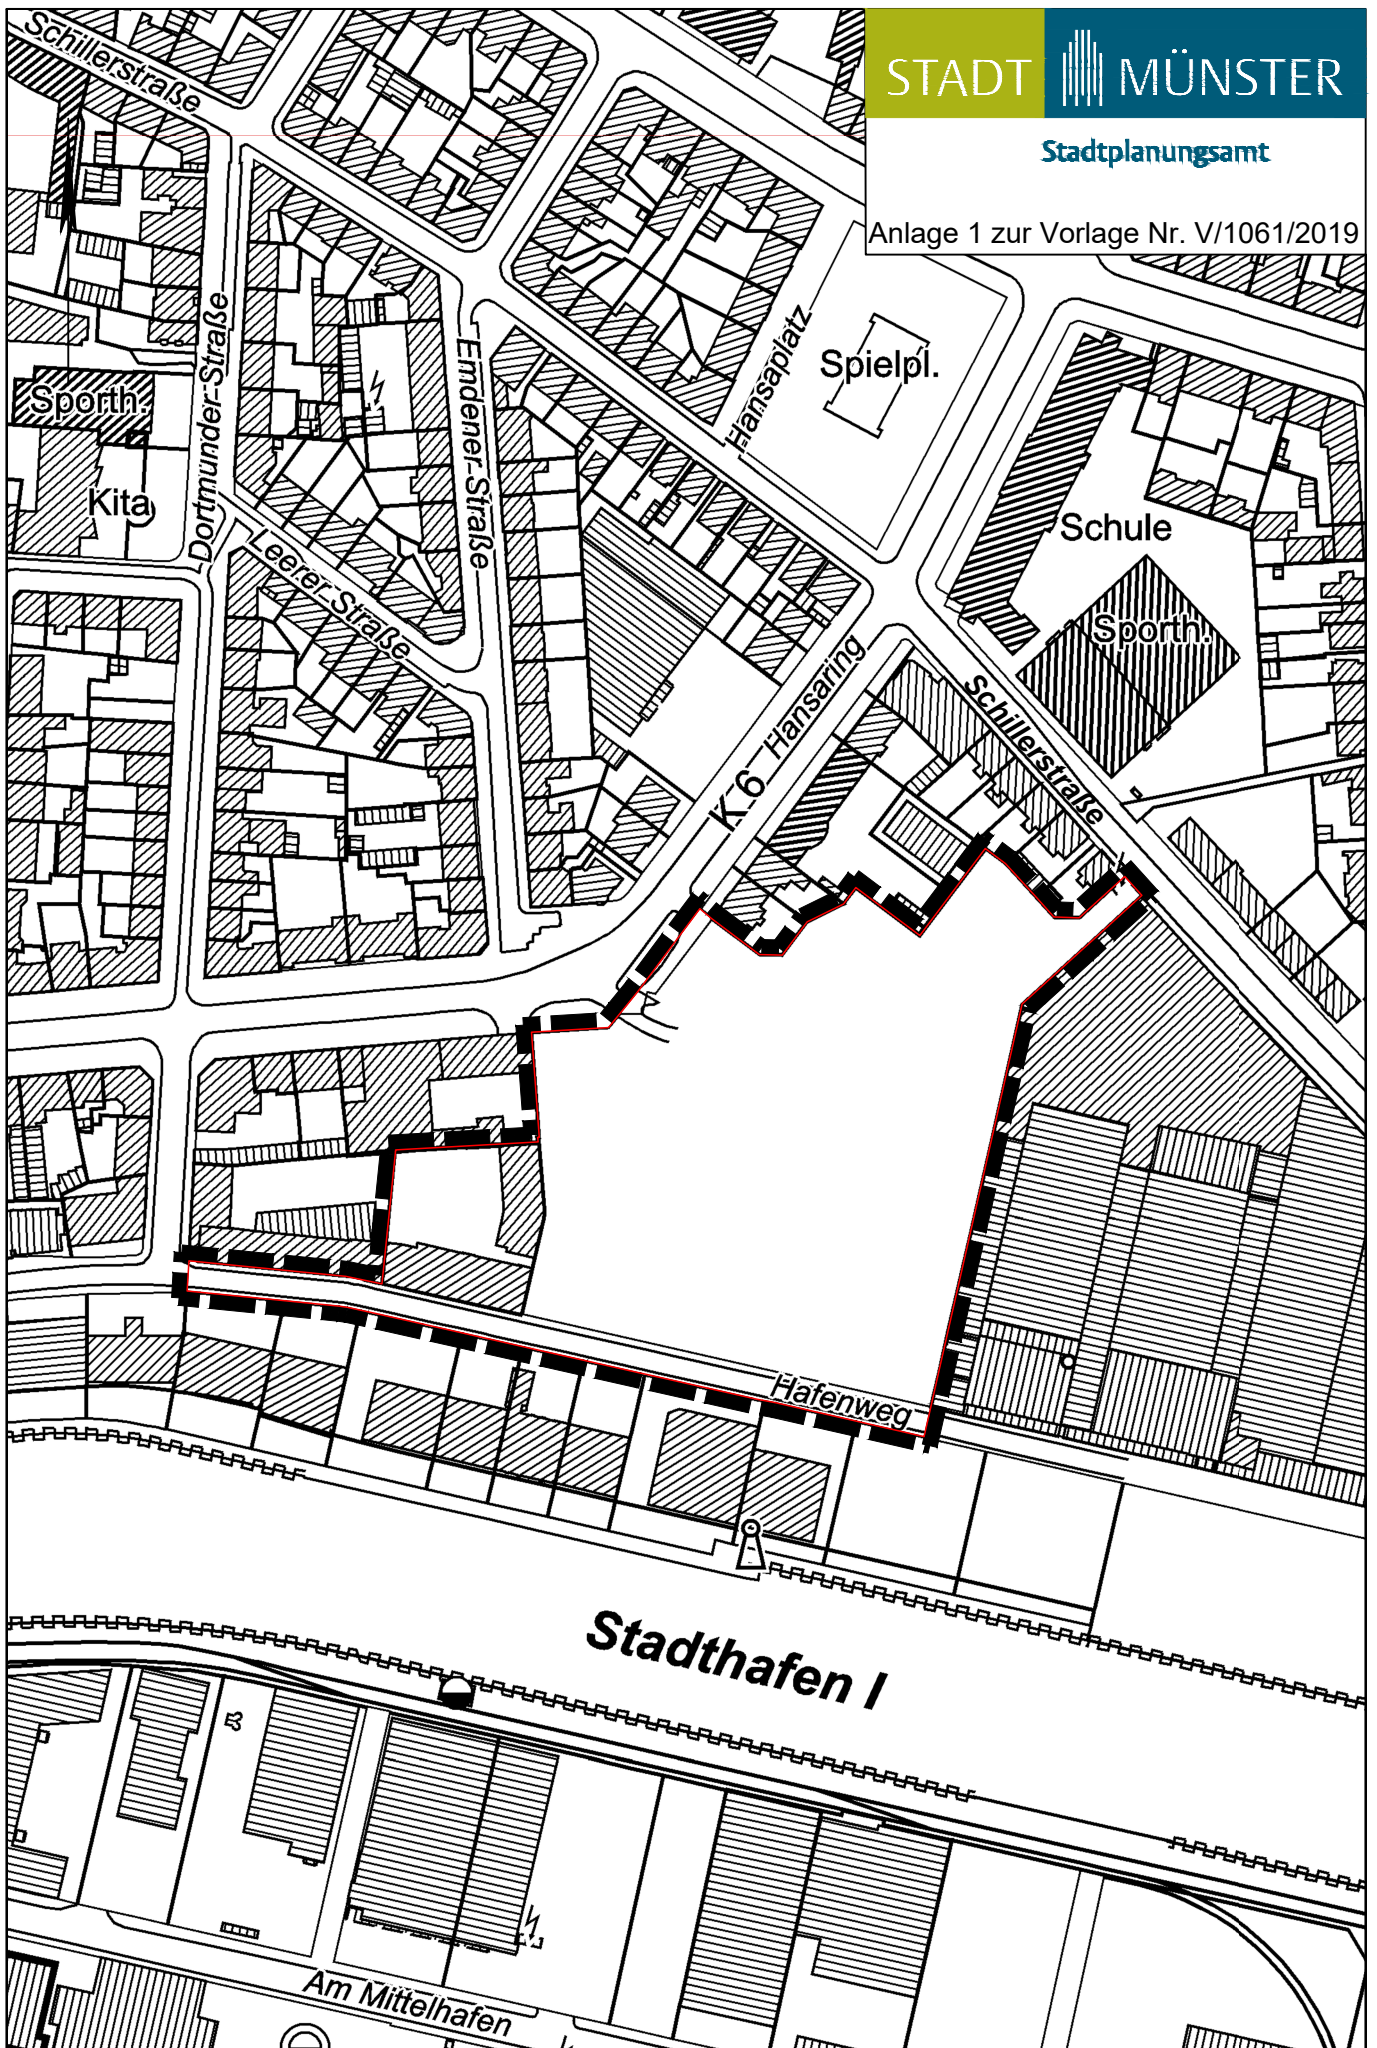 STADT MÜNSTER
Stadtplanungsamt
Anlage 1 zur Vorlage Nr. V/1061/2019
Schillerstraße
Dortmunder-Straße
Emdener-Straße
Hansaplatz
Spielpl.
Sporth.
Kita
Leerer Straße
Schule
Sporth.
K 6 Hansaring
Schillerstraße
Hafenweg
Stadthafen I
Am Mittelhafen